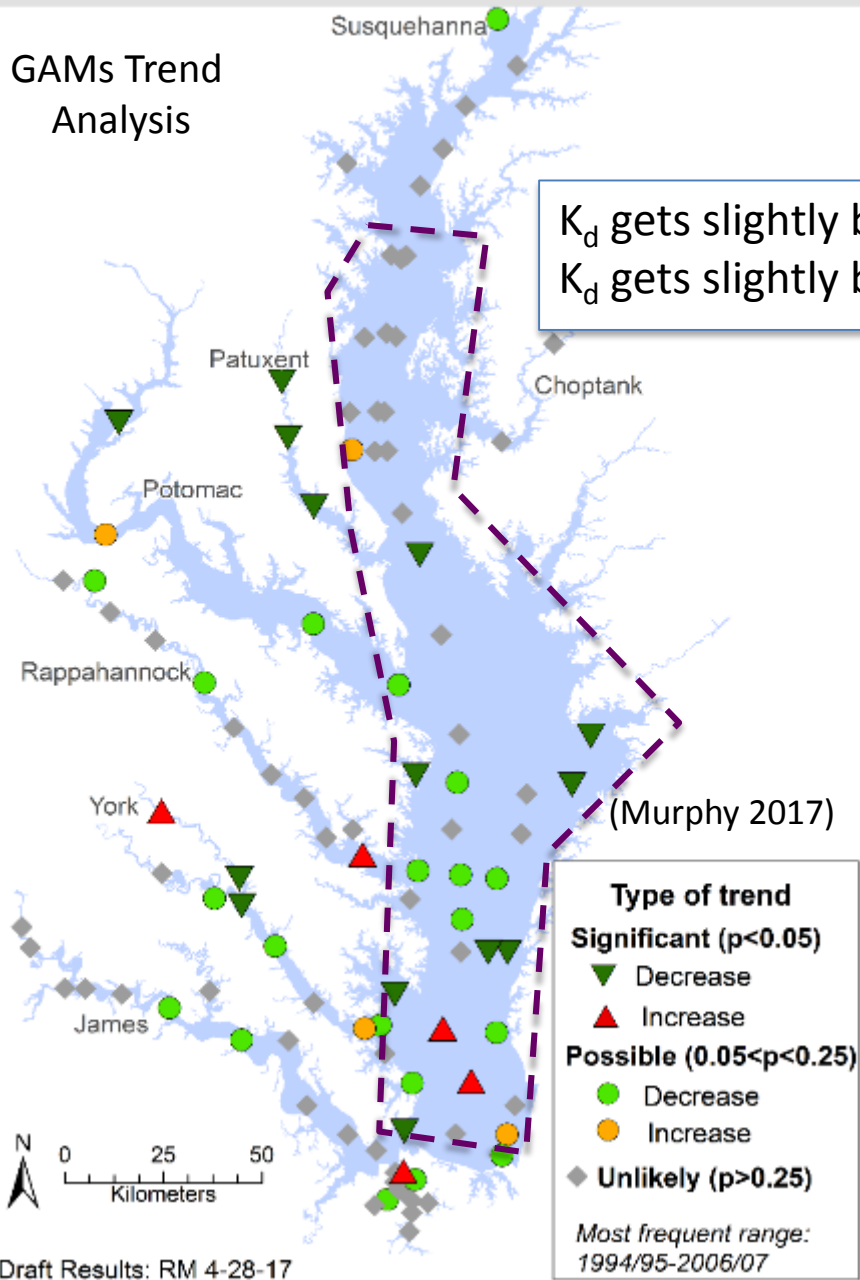 Susquehanna
GAMs Trend
Analysis
K_d gets slightly b
K_d gets slightly b
Patuxent
Choptank
Potomac
Rappahannock
York
(Murphy 2017)
James
Type of trend
Significant (p<0.05)
Decrease
Increase
Possible (0.05<p<0.25)
Decrease
Increase
Unlikely (p>0.25)
Most frequent range:
1994/95-2006/07
N
0 25 50
Kilometers
Draft Results: RM 4-28-17